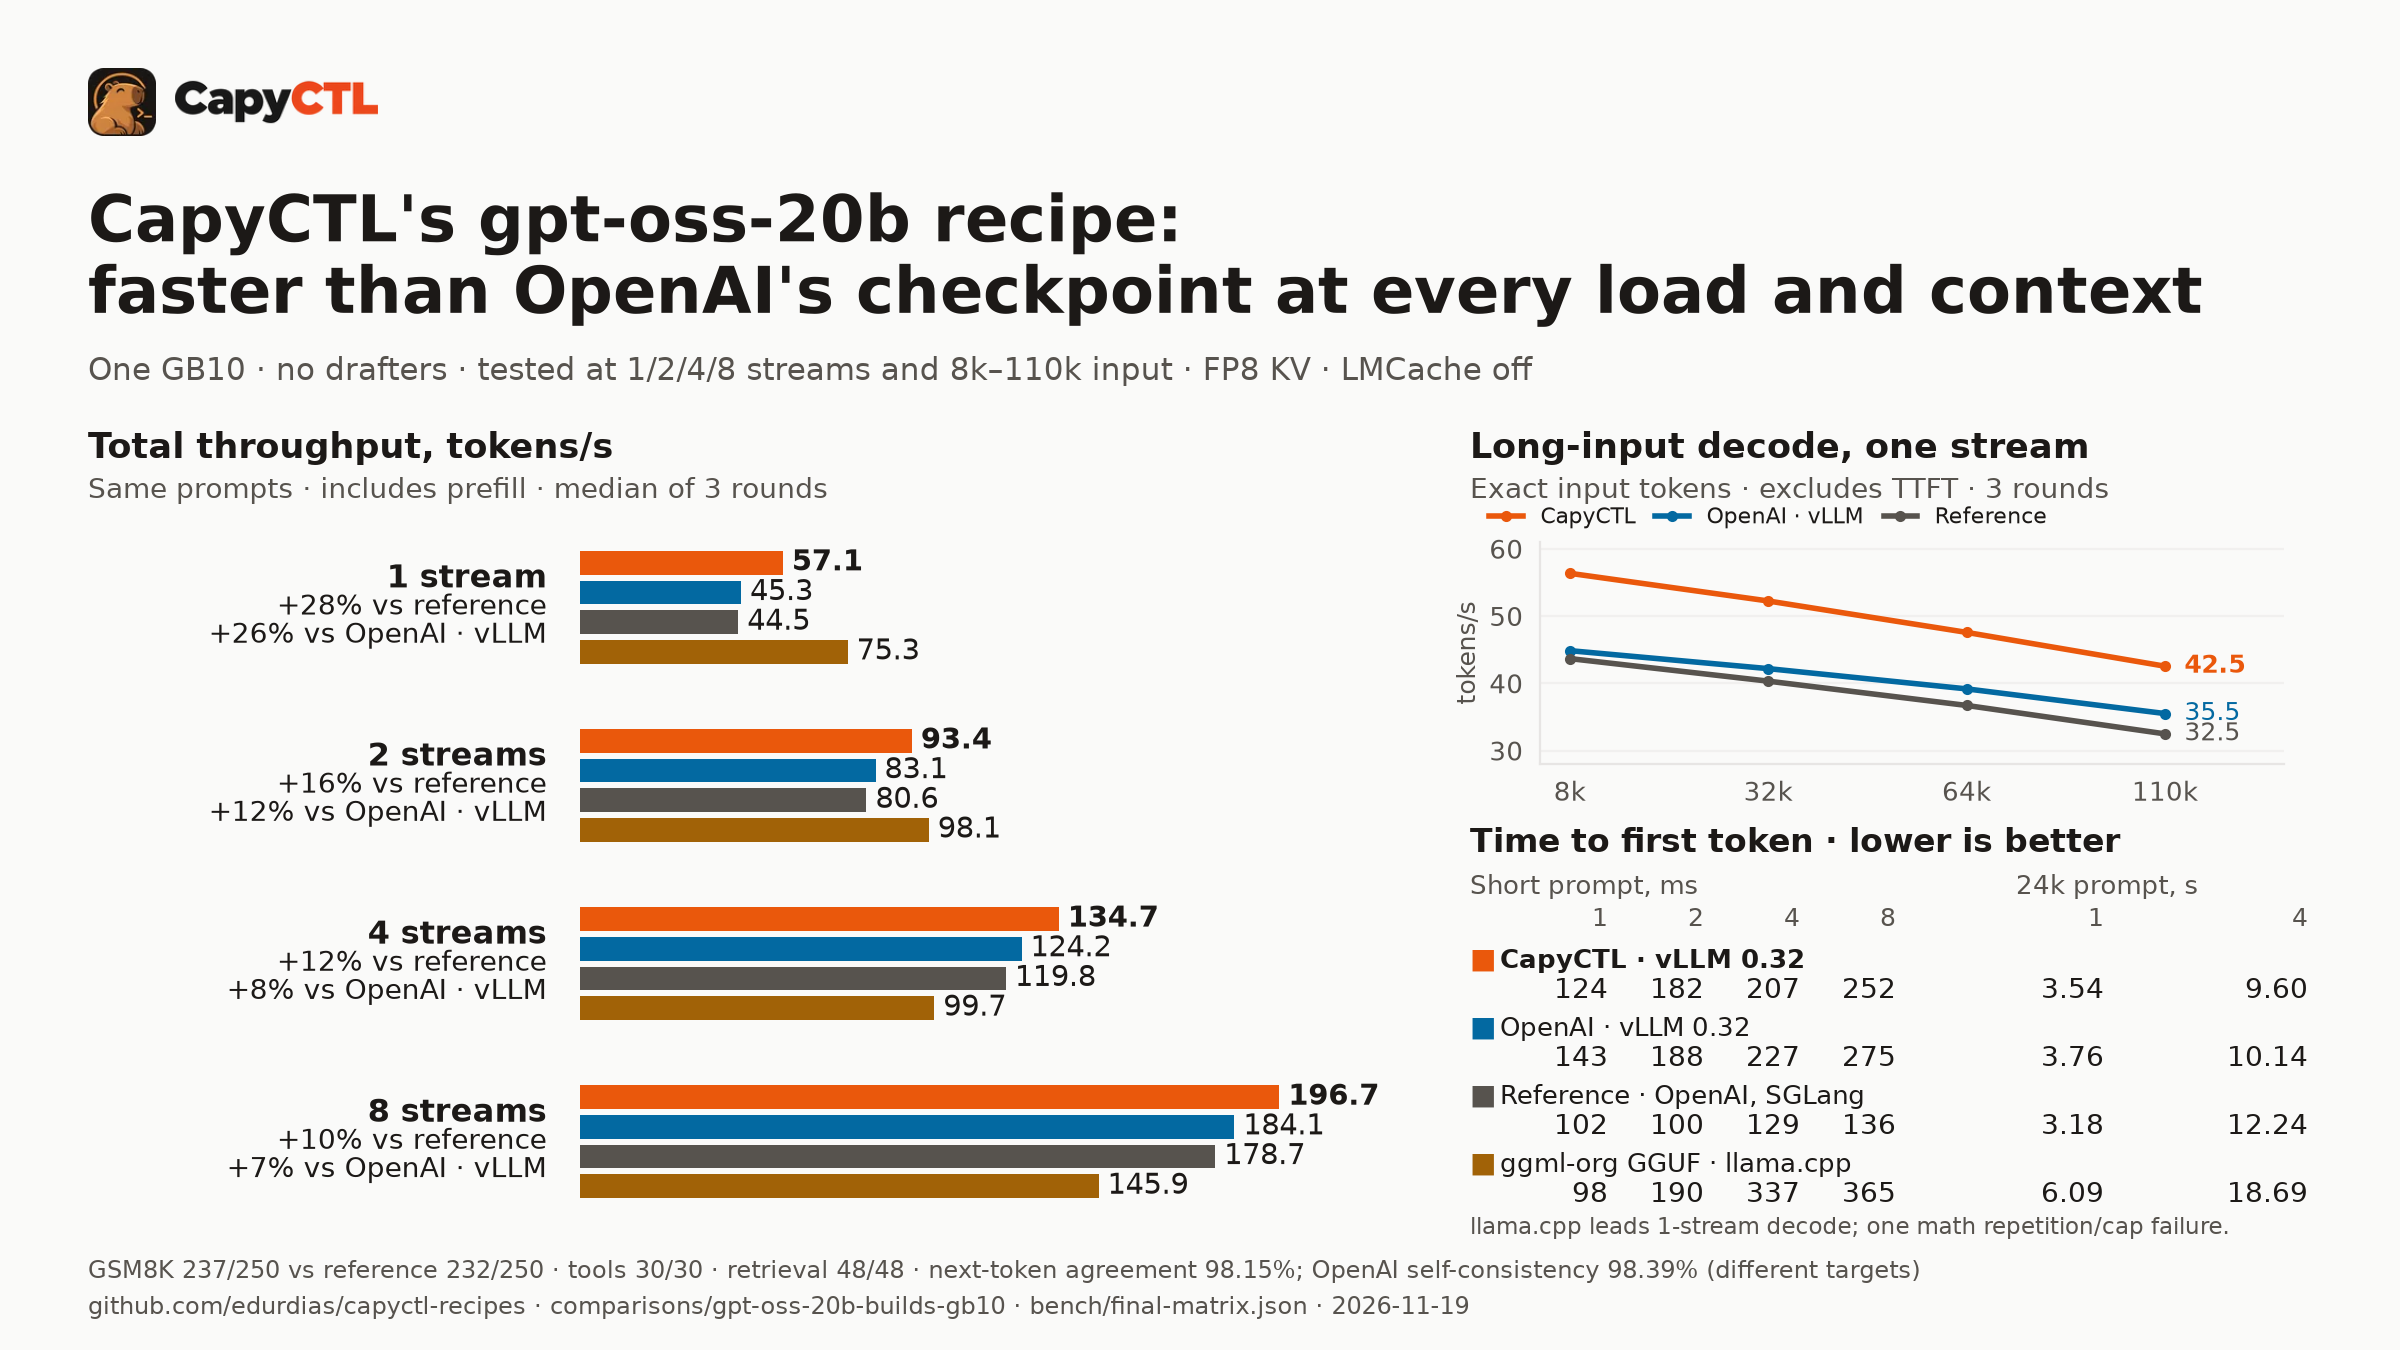 CapyCTL
CapyCTL's gpt-oss-20b recipe:
faster than OpenAI's checkpoint at every load and context
One GB10 · no drafters · tested at 1/2/4/8 streams and 8k–110k input · FP8 KV · LMCache off
Total throughput, tokens/s
Same prompts · includes prefill · median of 3 rounds
1 stream
+28% vs reference
+26% vs OpenAI · vLLM
57.1
45.3
44.5
75.3
2 streams
+16% vs reference
+12% vs OpenAI · vLLM
93.4
83.1
80.6
98.1
4 streams
+12% vs reference
+8% vs OpenAI · vLLM
134.7
124.2
119.8
99.7
8 streams
+10% vs reference
+7% vs OpenAI · vLLM
196.7
184.1
178.7
145.9
Long-input decode, one stream
Exact input tokens · excludes TTFT · 3 rounds
CapyCTL OpenAI · vLLM Reference
tokens/s
60
50
40
30
42.5
35.5
32.5
8k 32k 64k 110k
Time to first token · lower is better
Short prompt, ms 24k prompt, s
1 2 4 8 1 4
CapyCTL · vLLM 0.32
124 182 207 252 3.54 9.60
OpenAI · vLLM 0.32
143 188 227 275 3.76 10.14
Reference · OpenAI, SGLang
102 100 129 136 3.18 12.24
ggml-org GGUF · llama.cpp
98 190 337 365 6.09 18.69
llama.cpp leads 1-stream decode; one math repetition/cap failure.
GSM8K 237/250 vs reference 232/250 · tools 30/30 · retrieval 48/48 · next-token agreement 98.15%; OpenAI self-consistency 98.39% (different targets)
github.com/edurdias/capyctl-recipes · comparisons/gpt-oss-20b-builds-gb10 · bench/final-matrix.json · 2026-11-19